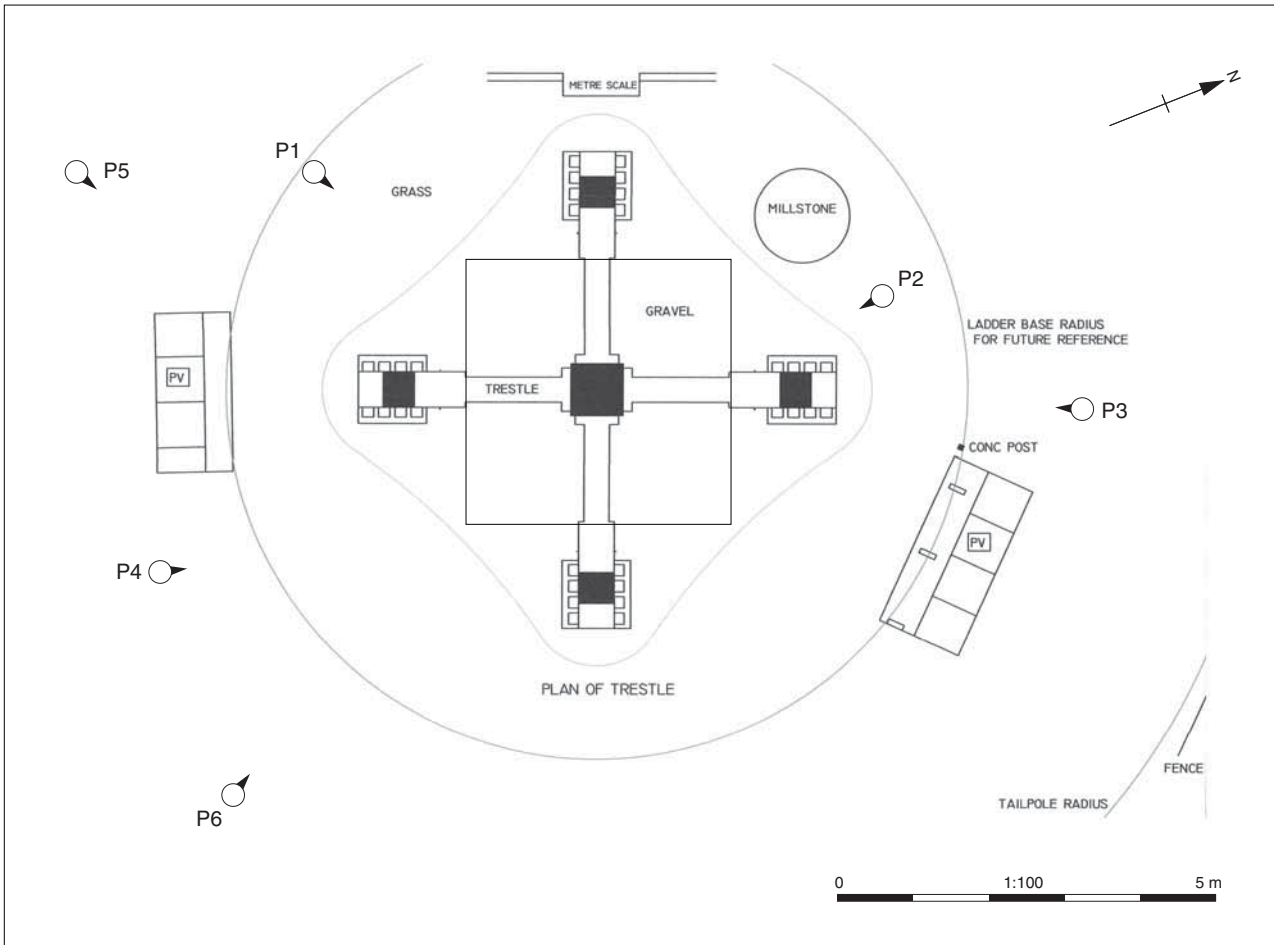 METRE SCALE
N
P5
P1
GRASS
MILLSTONE
P2
GRAVEL
LADDER BASE RADIUS
FOR FUTURE REFERENCE
PV
TRESTLE
P3
CONC POST
PV
P4
PLAN OF TRESTLE
FENCE
TAILPOLE RADIUS
P6
0 1:100 5 m